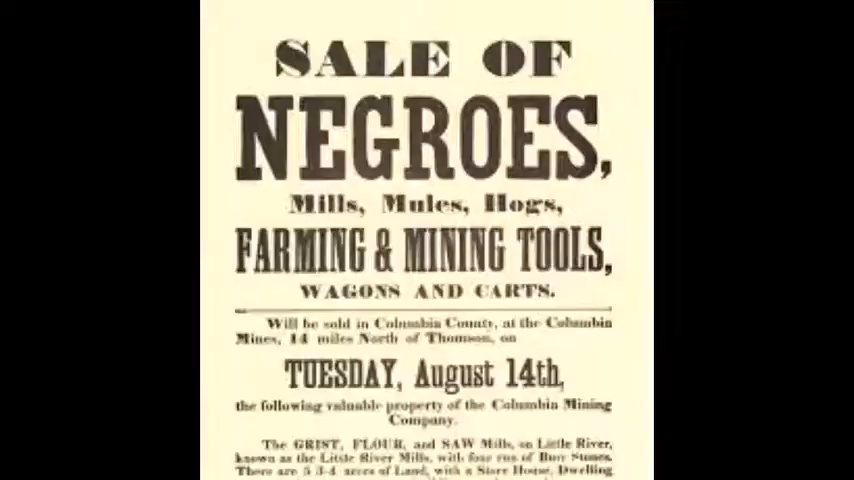 SALE OF
NEGROES,
Mills, Mules, Hogs,
FARMING & MINING TOOLS,
WAGONS AND CARTS.
Will be sold in Columbia County, at the Columbia
Mines, 14 miles North of Thomson, on
TUESDAY, August 14th,
the following valuable property of the Columbia Mining
Company.
The GRIST, FLOUR, and SAW Mills, on Little River,
known as the Little River Mills, with four run of Burr Stones.
There are 5 3-4 acres of Land, with a Store House, Dwelling